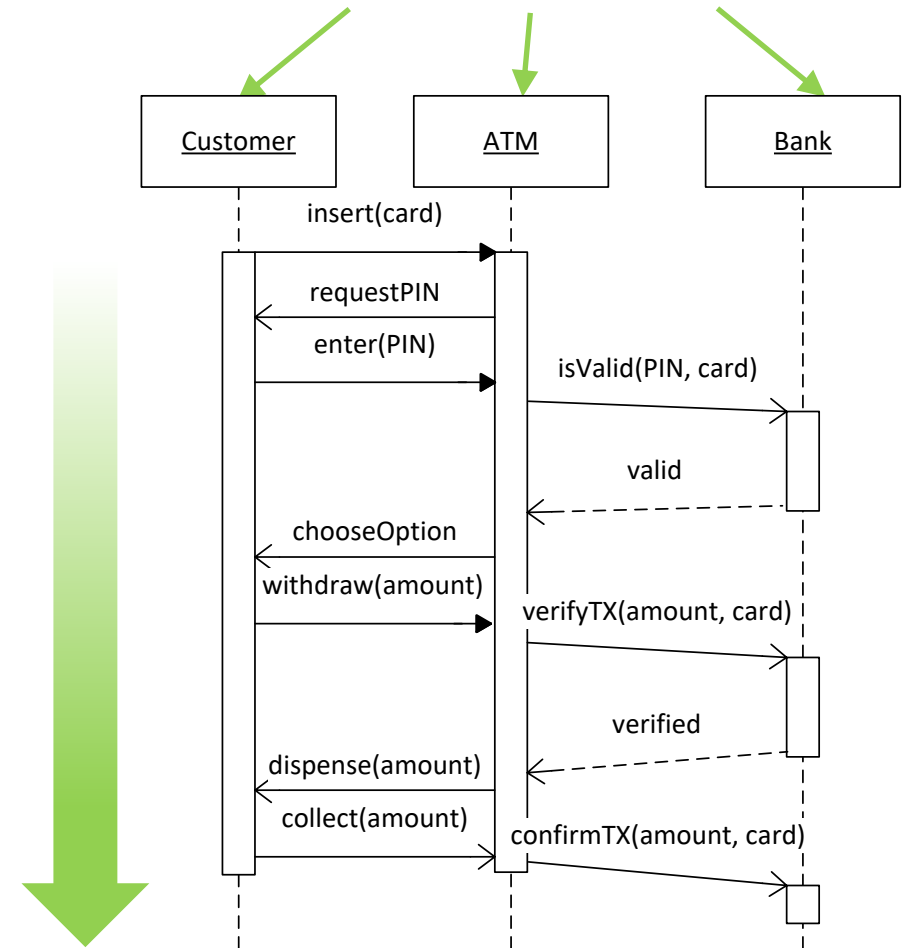 Customer
ATM
Bank
insert(card)
requestPIN
enter(PIN)
isValid(PIN, card)
valid
chooseOption
withdraw(amount)
verifyTX(amount, card)
verified
dispense(amount)
collect(amount)
confirmTX(amount, card)